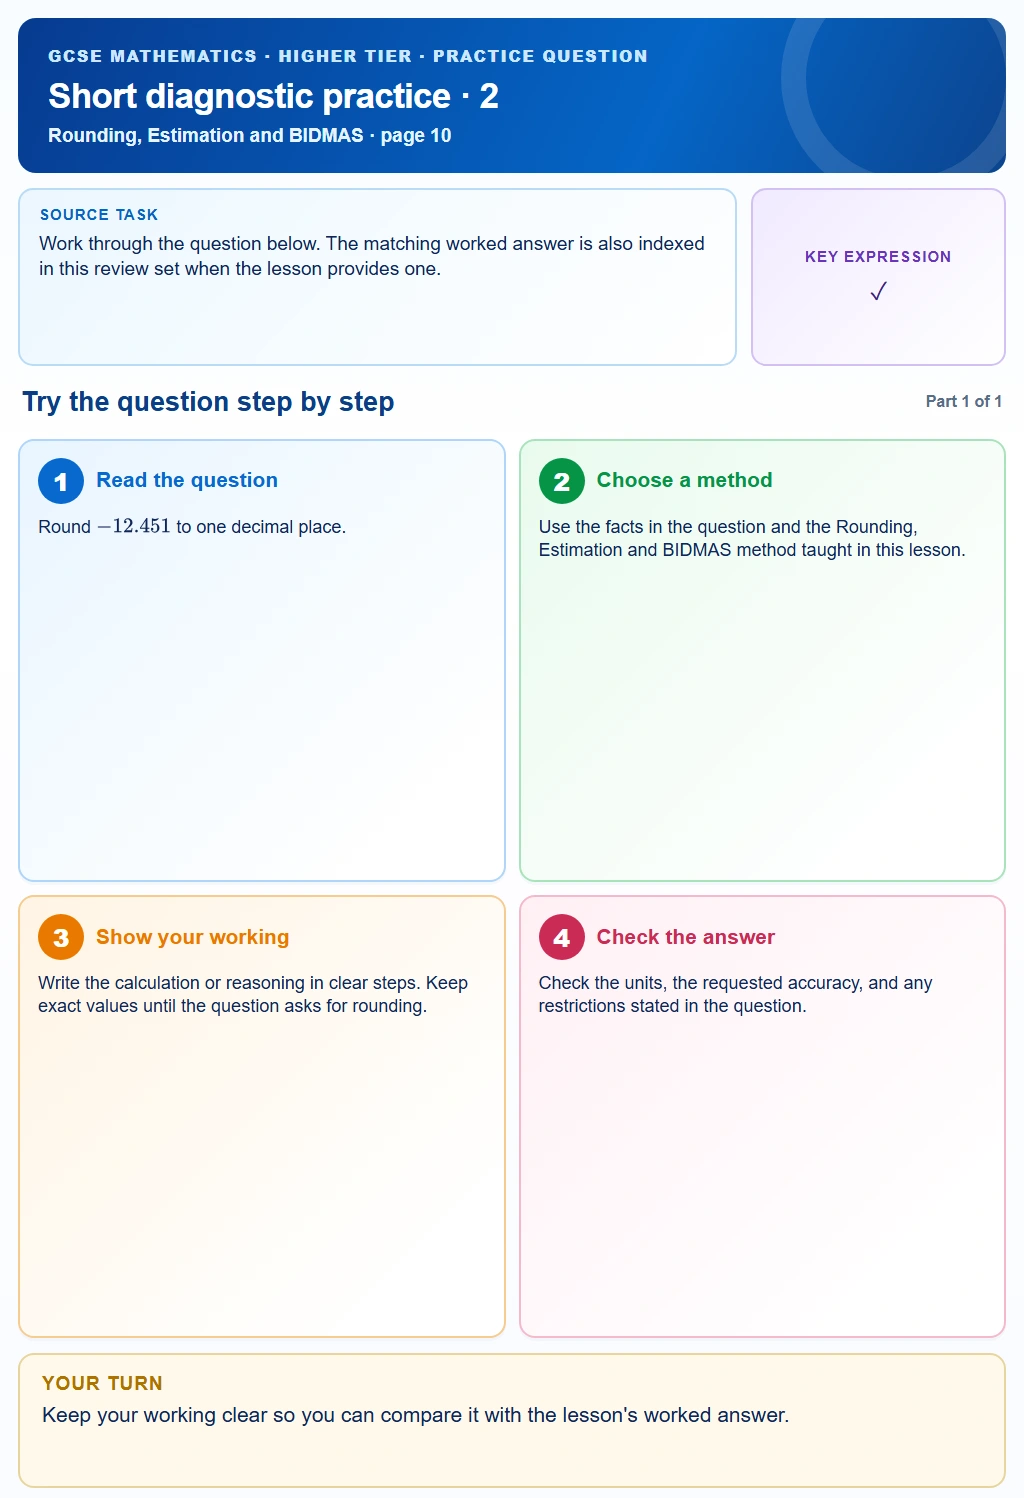 GCSE MATHEMATICS · HIGHER TIER · PRACTICE QUESTION
Short diagnostic practice · 2
Rounding, Estimation and BIDMAS · page 10
SOURCE TASK
Work through the question below. The matching worked answer is also indexed
in this review set when the lesson provides one.
KEY EXPRESSION
✓
Try the question step by step
Part 1 of 1
1 Read the question
Round −12.451 to one decimal place.
2 Choose a method
Use the facts in the question and the Rounding,
Estimation and BIDMAS method taught in this lesson.
3 Show your working
Write the calculation or reasoning in clear steps. Keep
exact values until the question asks for rounding.
4 Check the answer
Check the units, the requested accuracy, and any
restrictions stated in the question.
YOUR TURN
Keep your working clear so you can compare it with the lesson's worked answer.